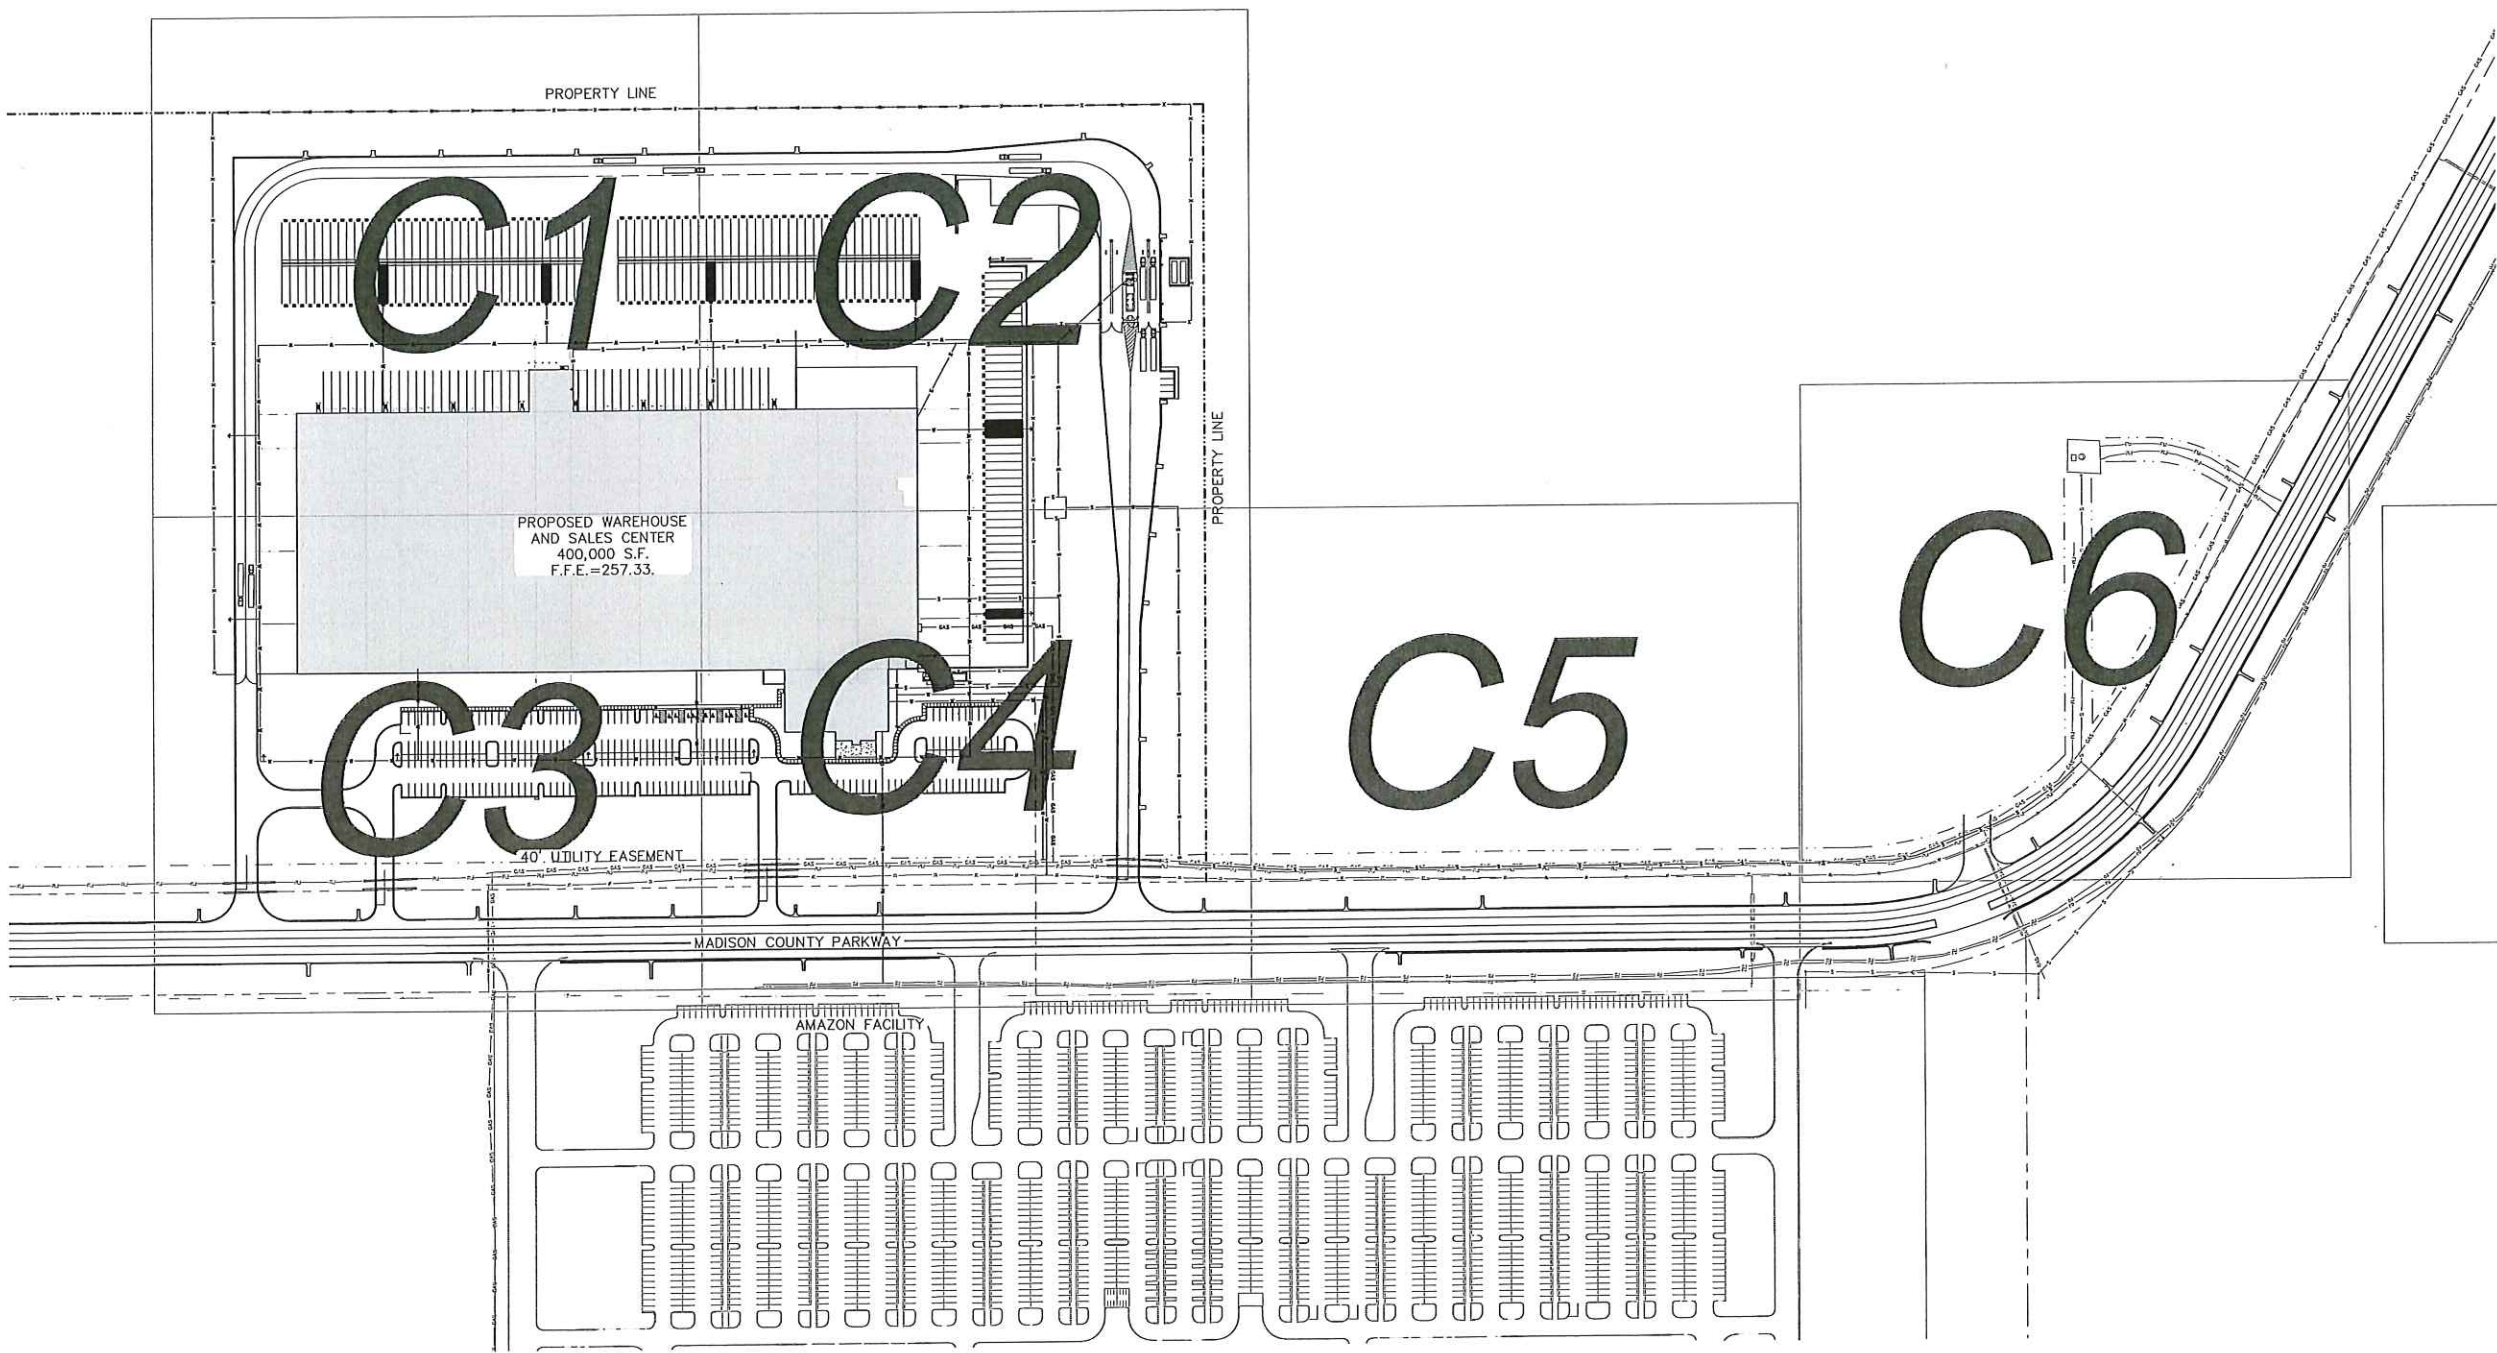 PROPERTY LINE
C1
C2
PROPERTY LINE
PROPOSED WAREHOUSE
AND SALES CENTER
400,000 S.F.
F.F.E.=257.33.
C3
C4
C5
C6
40' UTILITY EASEMENT
MADISON COUNTY PARKWAY
AMAZON FACILITY
GAS